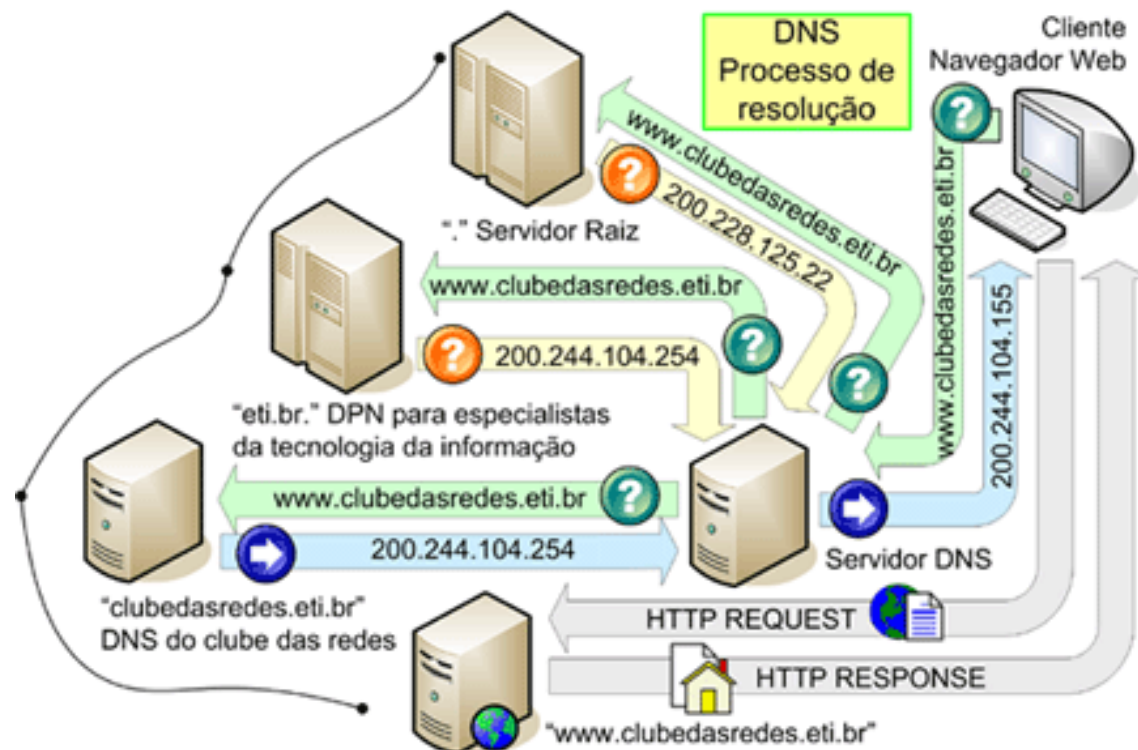 DNS
Processo de
resolução
Cliente
Navegador Web
www.clubedasredes.eti.br
200.244.104.155
www.clubedasredes.eti.br
200.228.125.22
"." Servidor Raiz
www.clubedasredes.eti.br
200.244.104.254
"eti.br." DPN para especialistas
da tecnologia da informação
www.clubedasredes.eti.br
200.244.104.254
Servidor DNS
"clubedasredes.eti.br"
DNS do clube das redes
HTTP REQUEST
HTTP RESPONSE
"www.clubedasredes.eti.br"